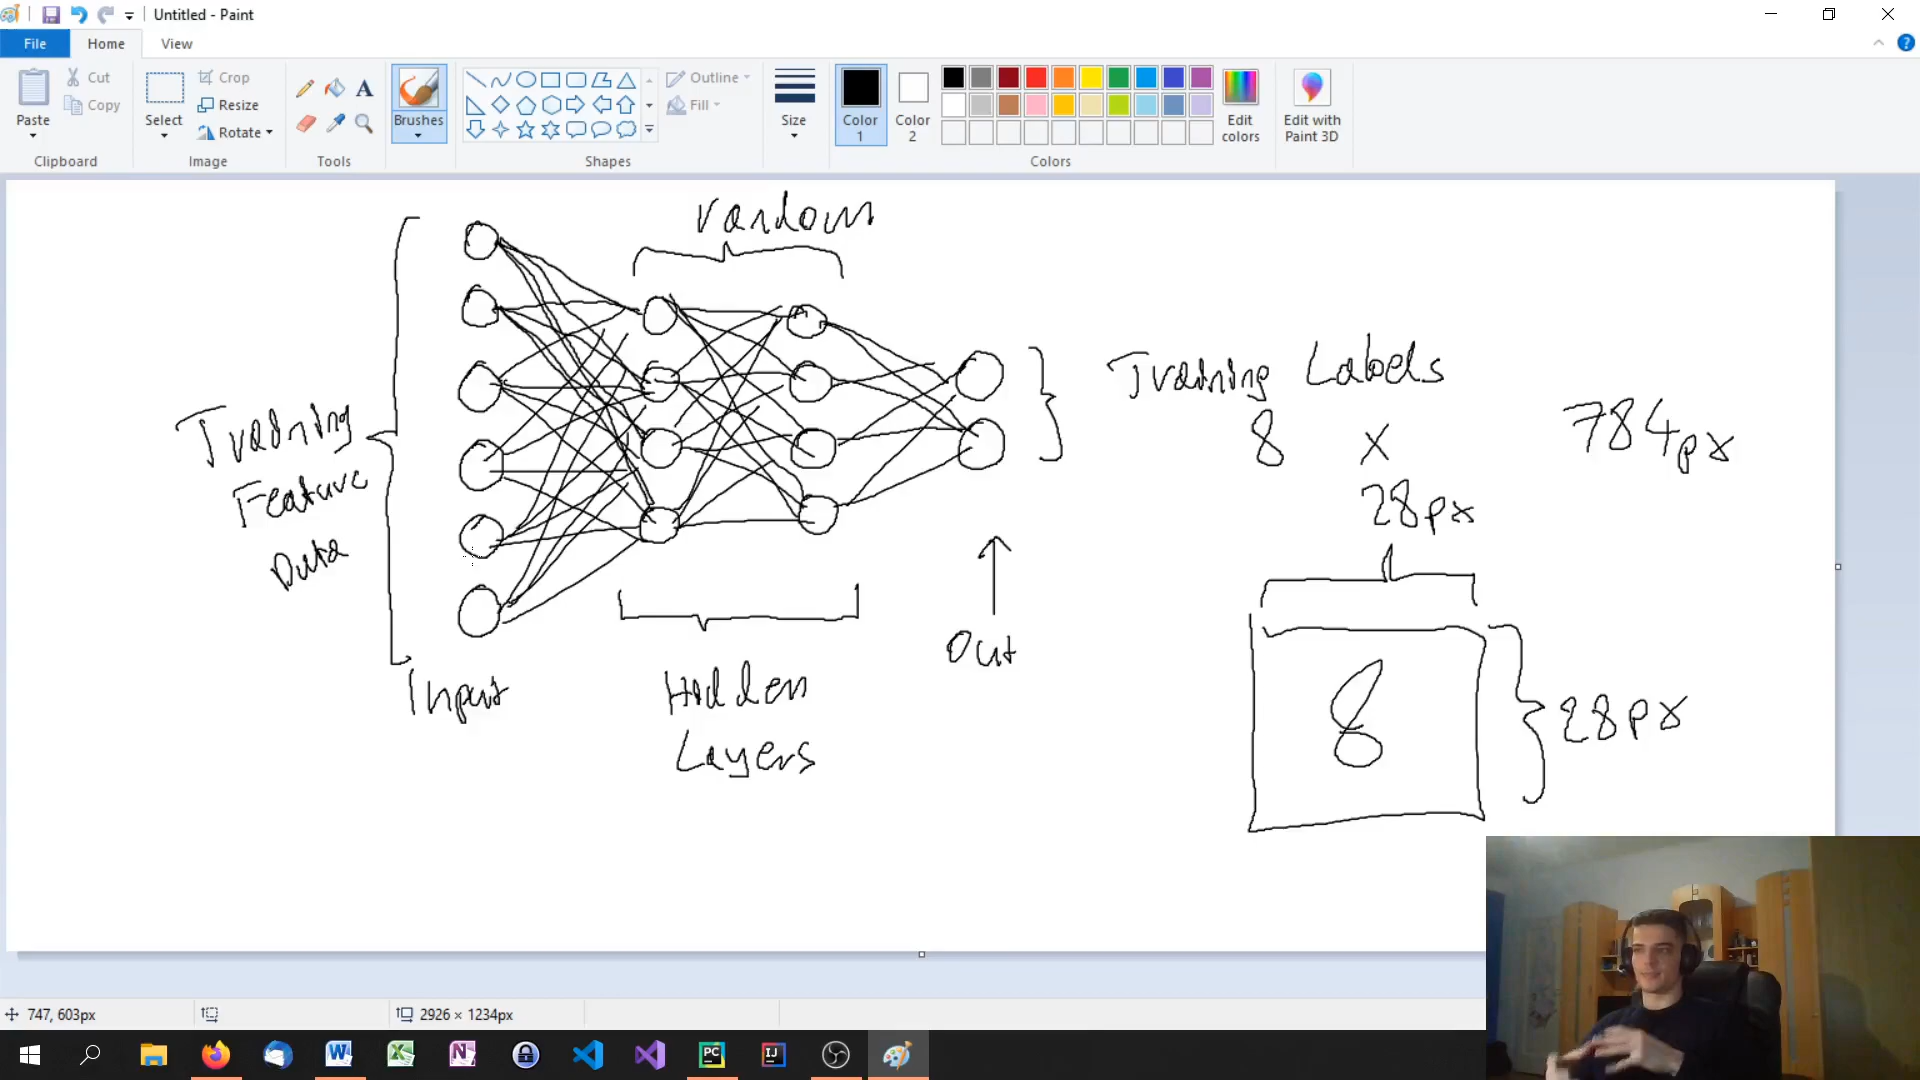 Untitled - Paint
File
Home
View
Paste
Cut
Copy
Clipboard
Select
Crop
Resize
Rotate
Image
Tools
Brushes
Shapes
Outline
Fill
Size
Color
1
Color
2
Colors
Edit
colors
Edit with
Paint 3D
random
Training
Feature
Data
Input
Hidden
Layers
Out
Training Labels
8 x
784px
28px
8
28px
747, 603px
2926 × 1234px